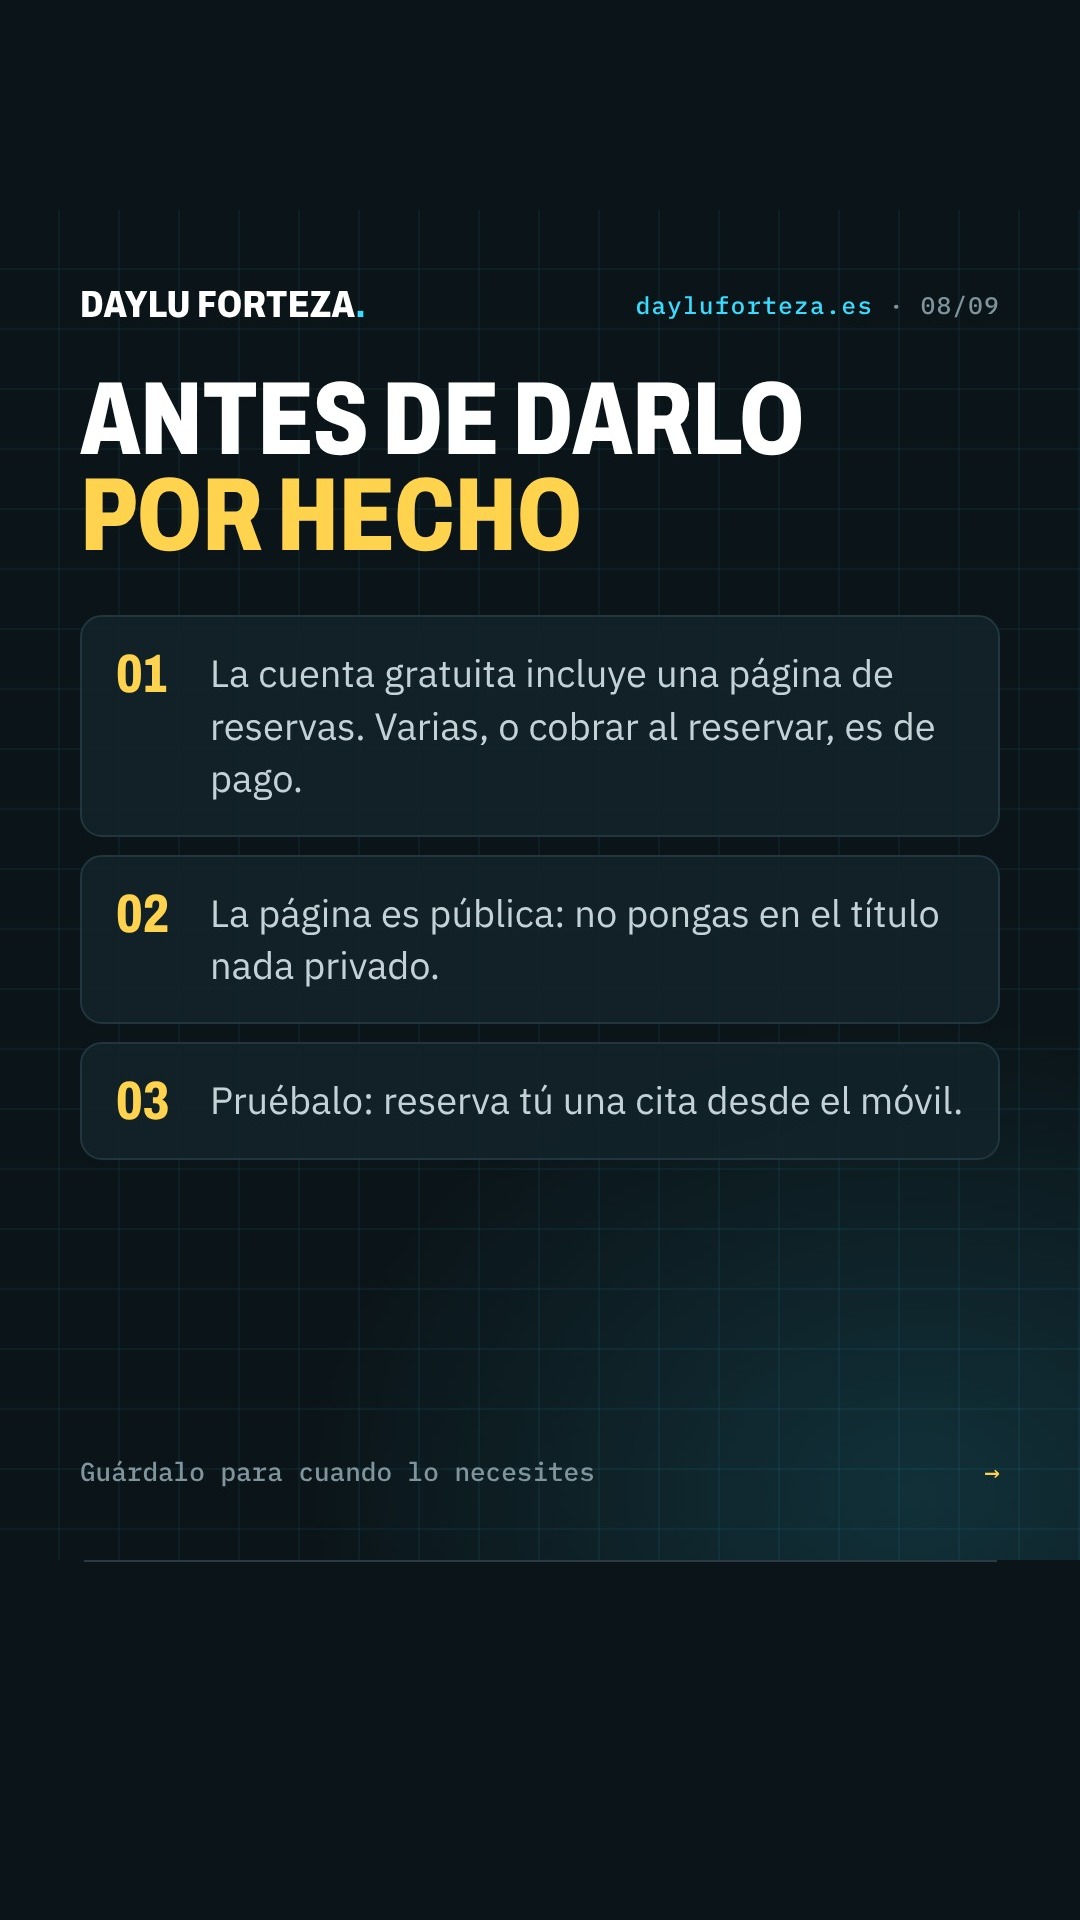 DAYLU FORTEZA.
dayluforteza.es · 08/09
ANTES DE DARLO
POR HECHO
01
La cuenta gratuita incluye una página de
reservas. Varias, o cobrar al reservar, es de
pago.
02
La página es pública: no pongas en el título
nada privado.
03
Pruébalo: reserva tú una cita desde el móvil.
Guárdalo para cuando lo necesites
→